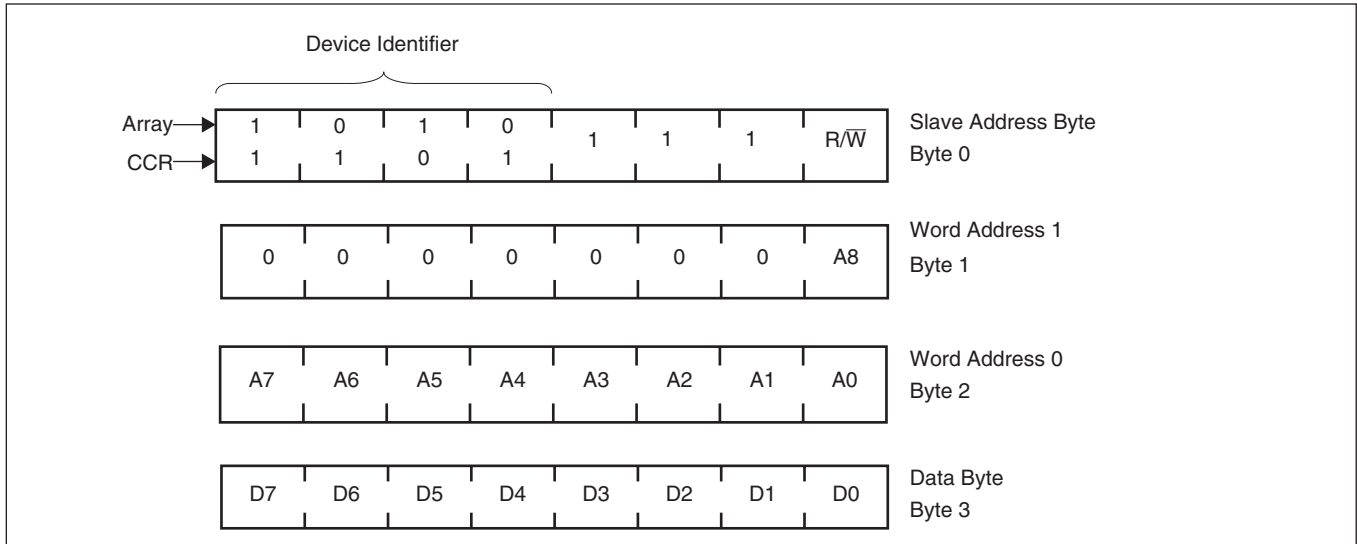 Device Identifier
Array 1 0 1 0 1 1 1 R/W̅ Slave Address Byte
CCR 1 1 0 1 Byte 0
Word Address 1
0 0 0 0 0 0 0 A8 Byte 1
Word Address 0
A7 A6 A5 A4 A3 A2 A1 A0 Byte 2
Data Byte
D7 D6 D5 D4 D3 D2 D1 D0 Byte 3